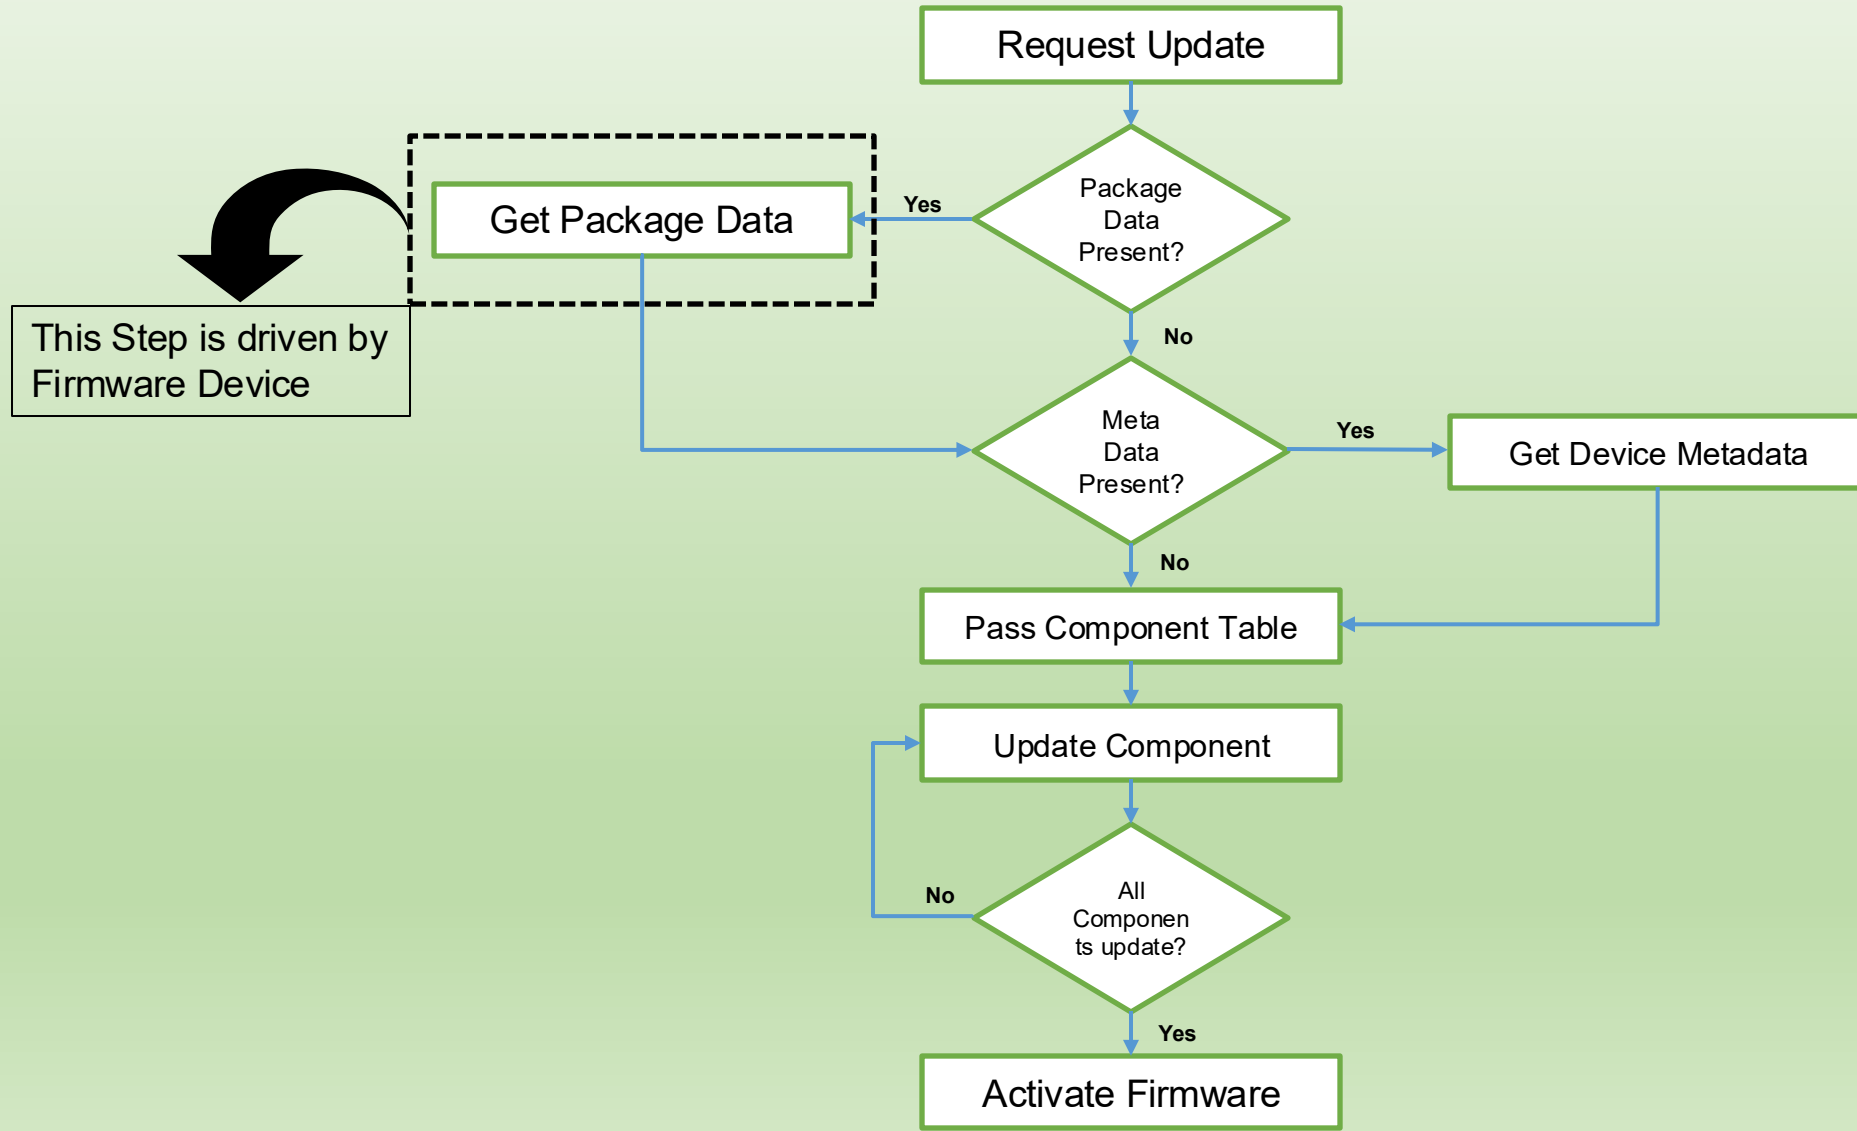 Request Update
Package
Data
Present?
Yes
Get Package Data
This Step is driven by
Firmware Device
No
Meta
Data
Present?
Yes
Get Device Metadata
No
Pass Component Table
Update Component
All
Componen
ts update?
No
Yes
Activate Firmware